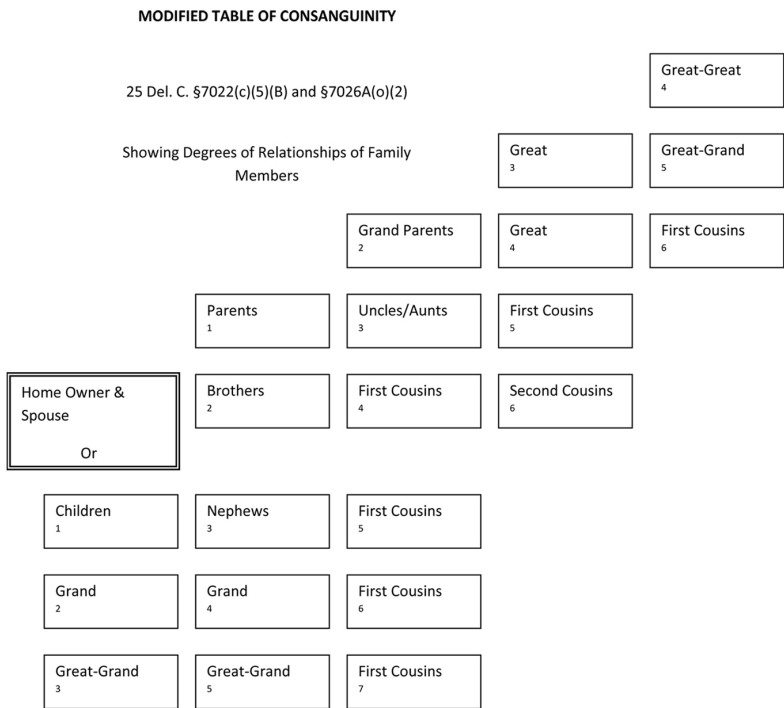 MODIFIED TABLE OF CONSANGUINITY
25 Del. C. §7022(c)(5)(B) and §7026A(o)(2)
Great-Great
4
Showing Degrees of Relationships of Family
Members
Great
3
Great-Grand
5
Grand Parents
2
Great
4
First Cousins
6
Parents
1
Uncles/Aunts
3
First Cousins
5
Home Owner &
Spouse
Or
Brothers
2
First Cousins
4
Second Cousins
6
Children
1
Nephews
3
First Cousins
5
Grand
2
Grand
4
First Cousins
6
Great-Grand
3
Great-Grand
5
First Cousins
7